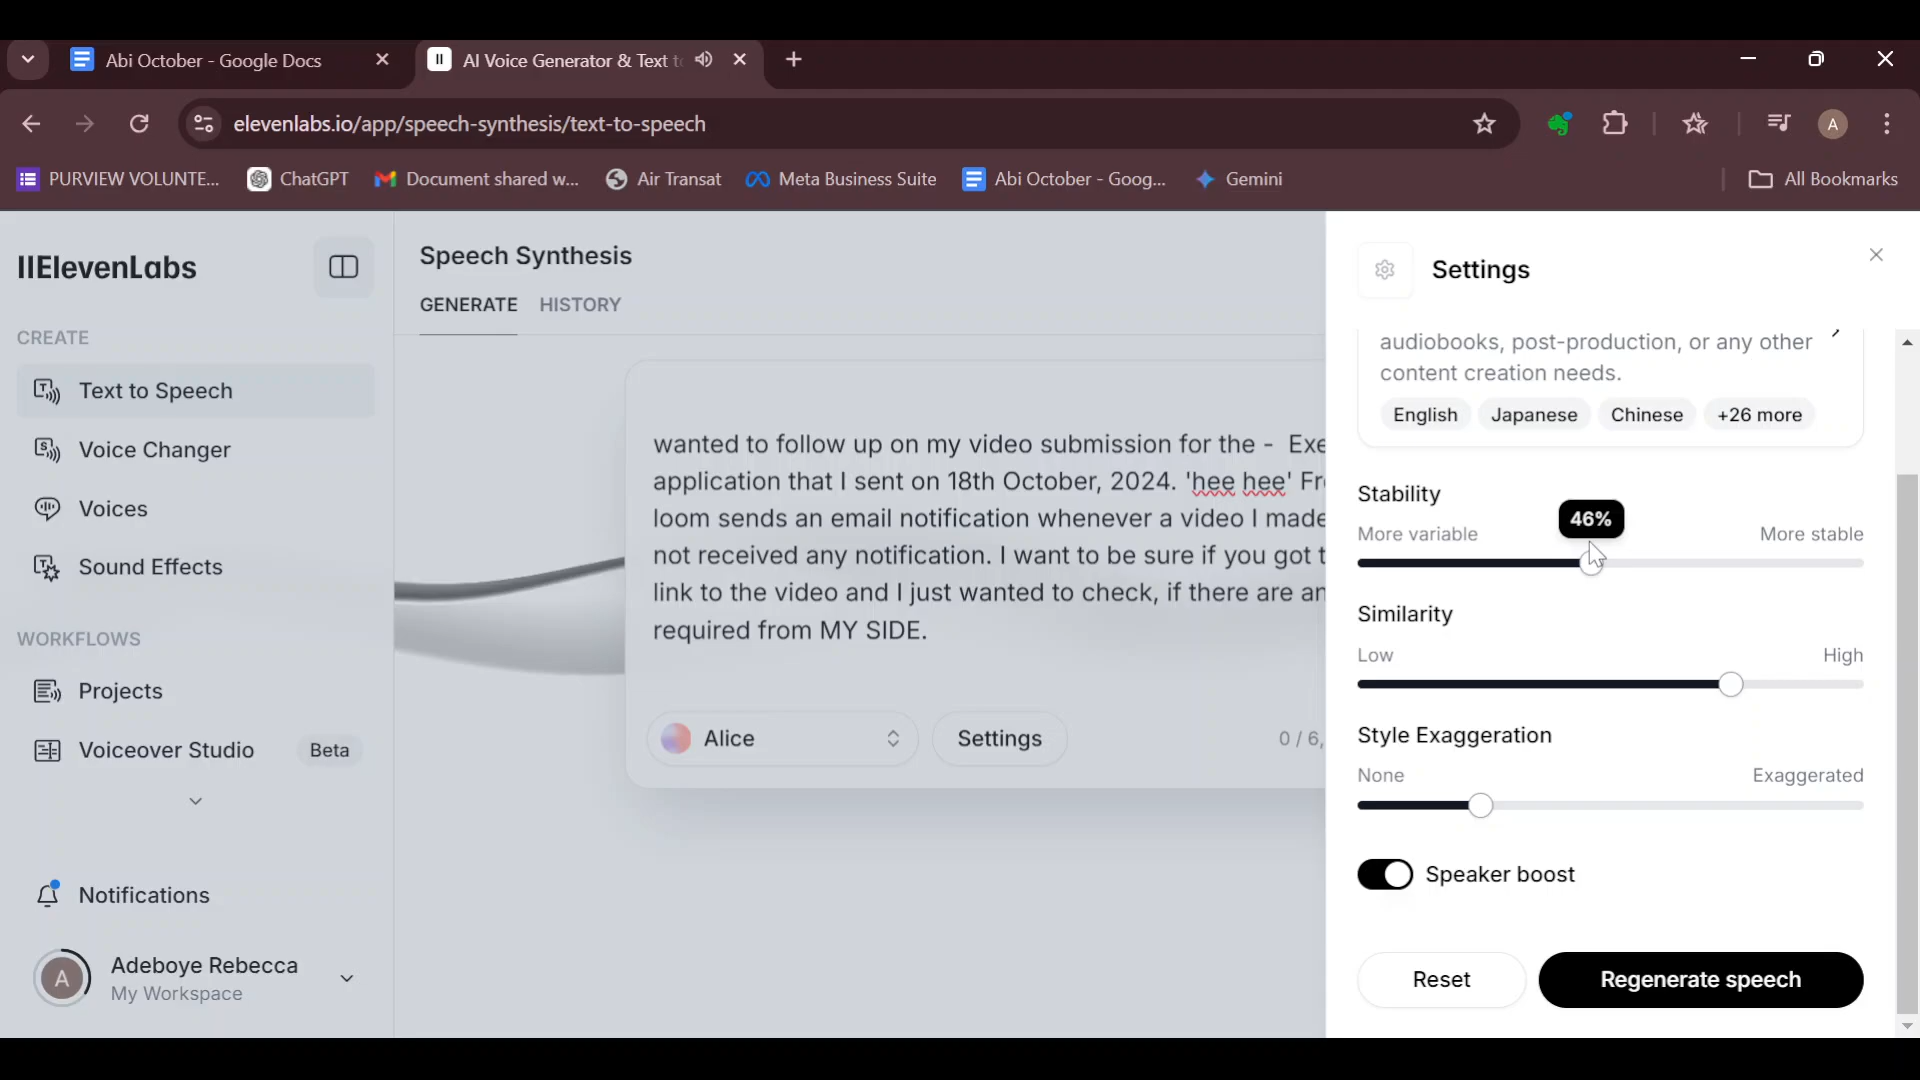 Abi October - Google Docs
AI Voice Generator & Text t
elevenlabs.io/app/speech-synthesis/text-to-speech
A
PURVIEW VOLUNTE...
ChatGPT
Document shared w...
Air Transat
Meta Business Suite
Abi October - Goog...
Gemini
All Bookmarks
IIElevenLabs
CREATE
Text to Speech
Voice Changer
Voices
Sound Effects
WORKFLOWS
Projects
Voiceover Studio
Beta
Notifications
A
Adeboye Rebecca
My Workspace
Speech Synthesis
GENERATE
HISTORY
wanted to follow up on my video submission for the - Exe
application that I sent on 18th October, 2024. 'hee hee' Fr
loom sends an email notification whenever a video I made
not received any notification. I want to be sure if you got t
link to the video and I just wanted to check, if there are an
required from MY SIDE.
Alice
Settings
0 / 6,
Settings
audiobooks, post-production, or any other
content creation needs.
English
Japanese
Chinese
+26 more
Stability
46%
More variable
More stable
Similarity
Low
High
Style Exaggeration
None
Exaggerated
Speaker boost
Reset
Regenerate speech